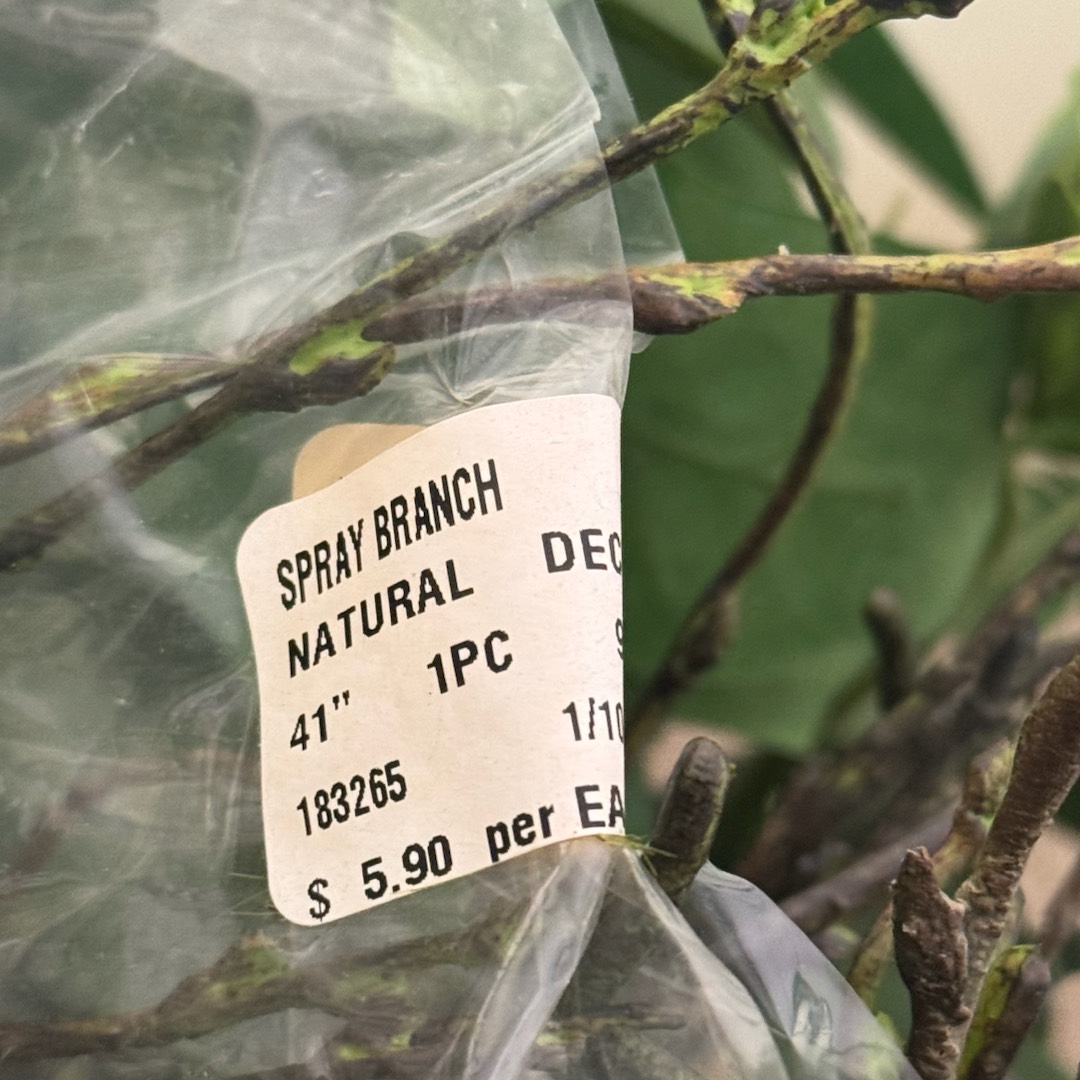 SPRAY BRANCH
NATURAL DEC
41" 1PC
183265 1/10
$ 5.90 per EA